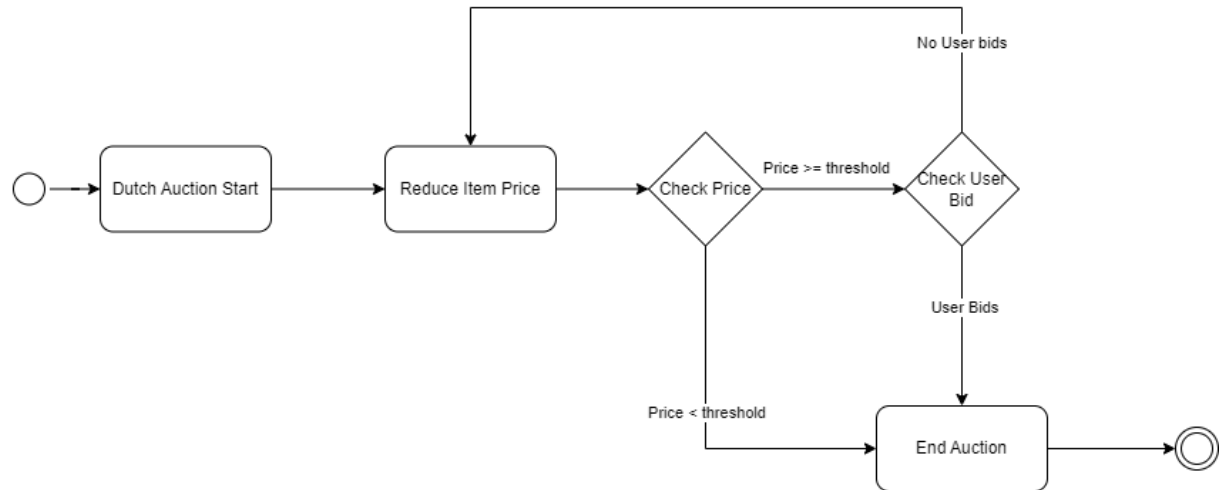 No User bids
Dutch Auction Start
Reduce Item Price
Check Price
Price >= threshold
Check User
Bid
User Bids
Price < threshold
End Auction